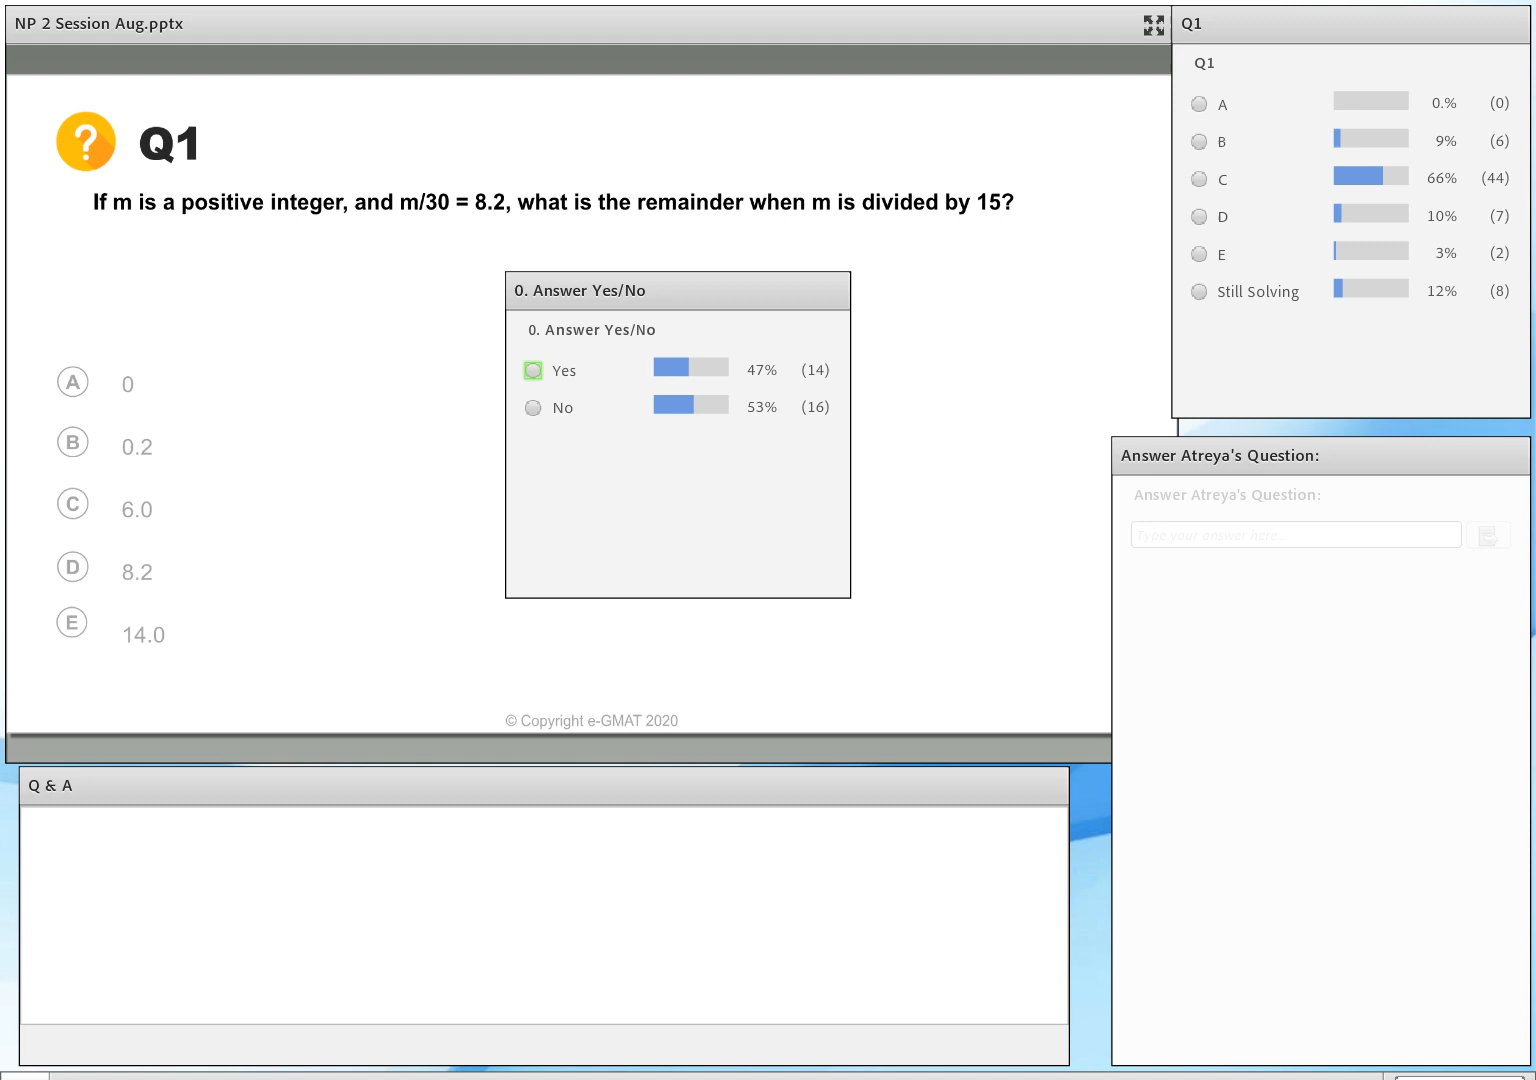 NP 2 Session Aug.pptx
Q1
If m is a positive integer, and m/30 = 8.2, what is the remainder when m is divided by 15?
A 0
B 0.2
C 6.0
D 8.2
E 14.0
0. Answer Yes/No
0. Answer Yes/No
Yes 47% (14)
No 53% (16)
© Copyright e-GMAT 2020
Q1
Q1
A 0.% (0)
B 9% (6)
C 66% (44)
D 10% (7)
E 3% (2)
Still Solving 12% (8)
Answer Atreya's Question:
Answer Atreya's Question:
Type your answer here...
Q & A